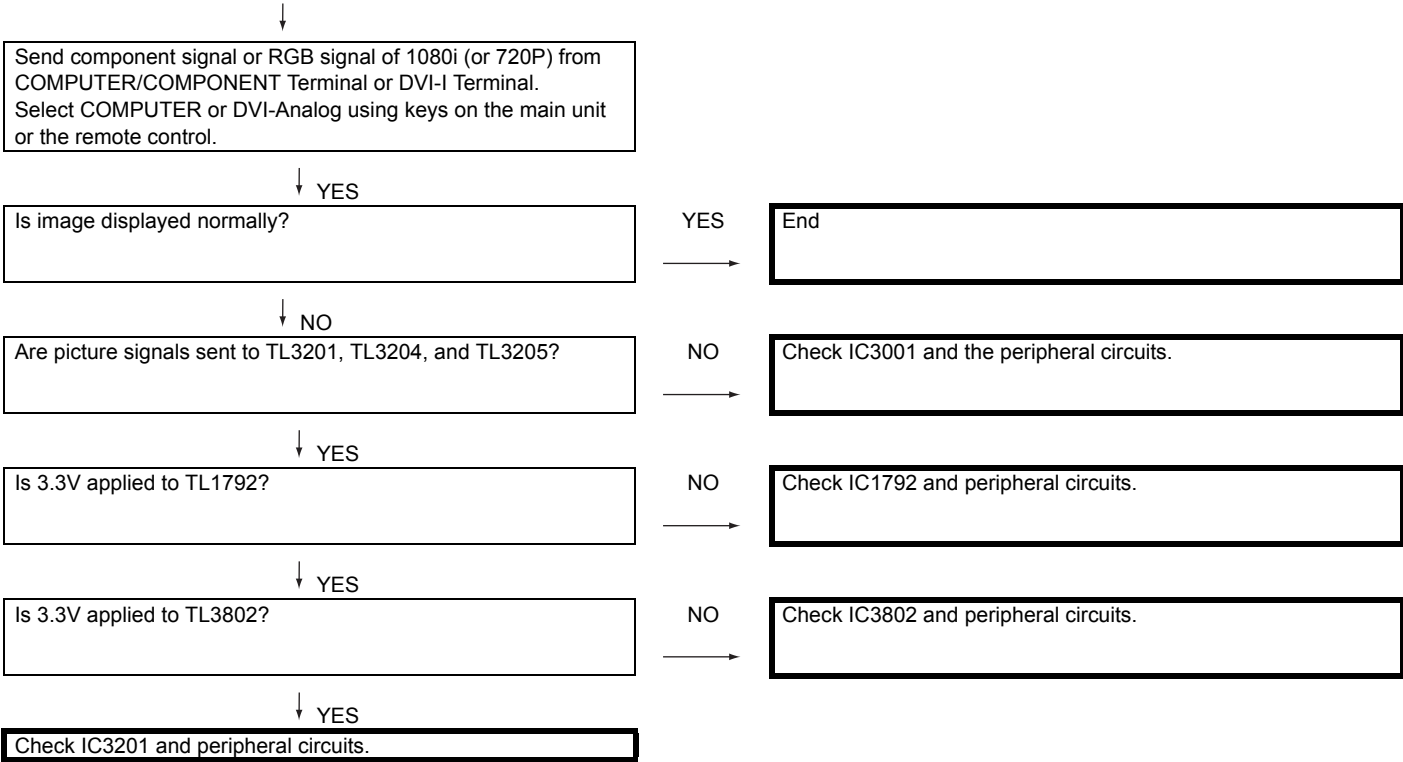 Send component signal or RGB signal of 1080i (or 720P) from
COMPUTER/COMPONENT Terminal or DVI-I Terminal.
Select COMPUTER or DVI-Analog using keys on the main unit
or the remote control.
YES
Is image displayed normally?
YES
End
NO
Are picture signals sent to TL3201, TL3204, and TL3205?
NO
Check IC3001 and the peripheral circuits.
YES
Is 3.3V applied to TL1792?
NO
Check IC1792 and peripheral circuits.
YES
Is 3.3V applied to TL3802?
NO
Check IC3802 and peripheral circuits.
YES
Check IC3201 and peripheral circuits.